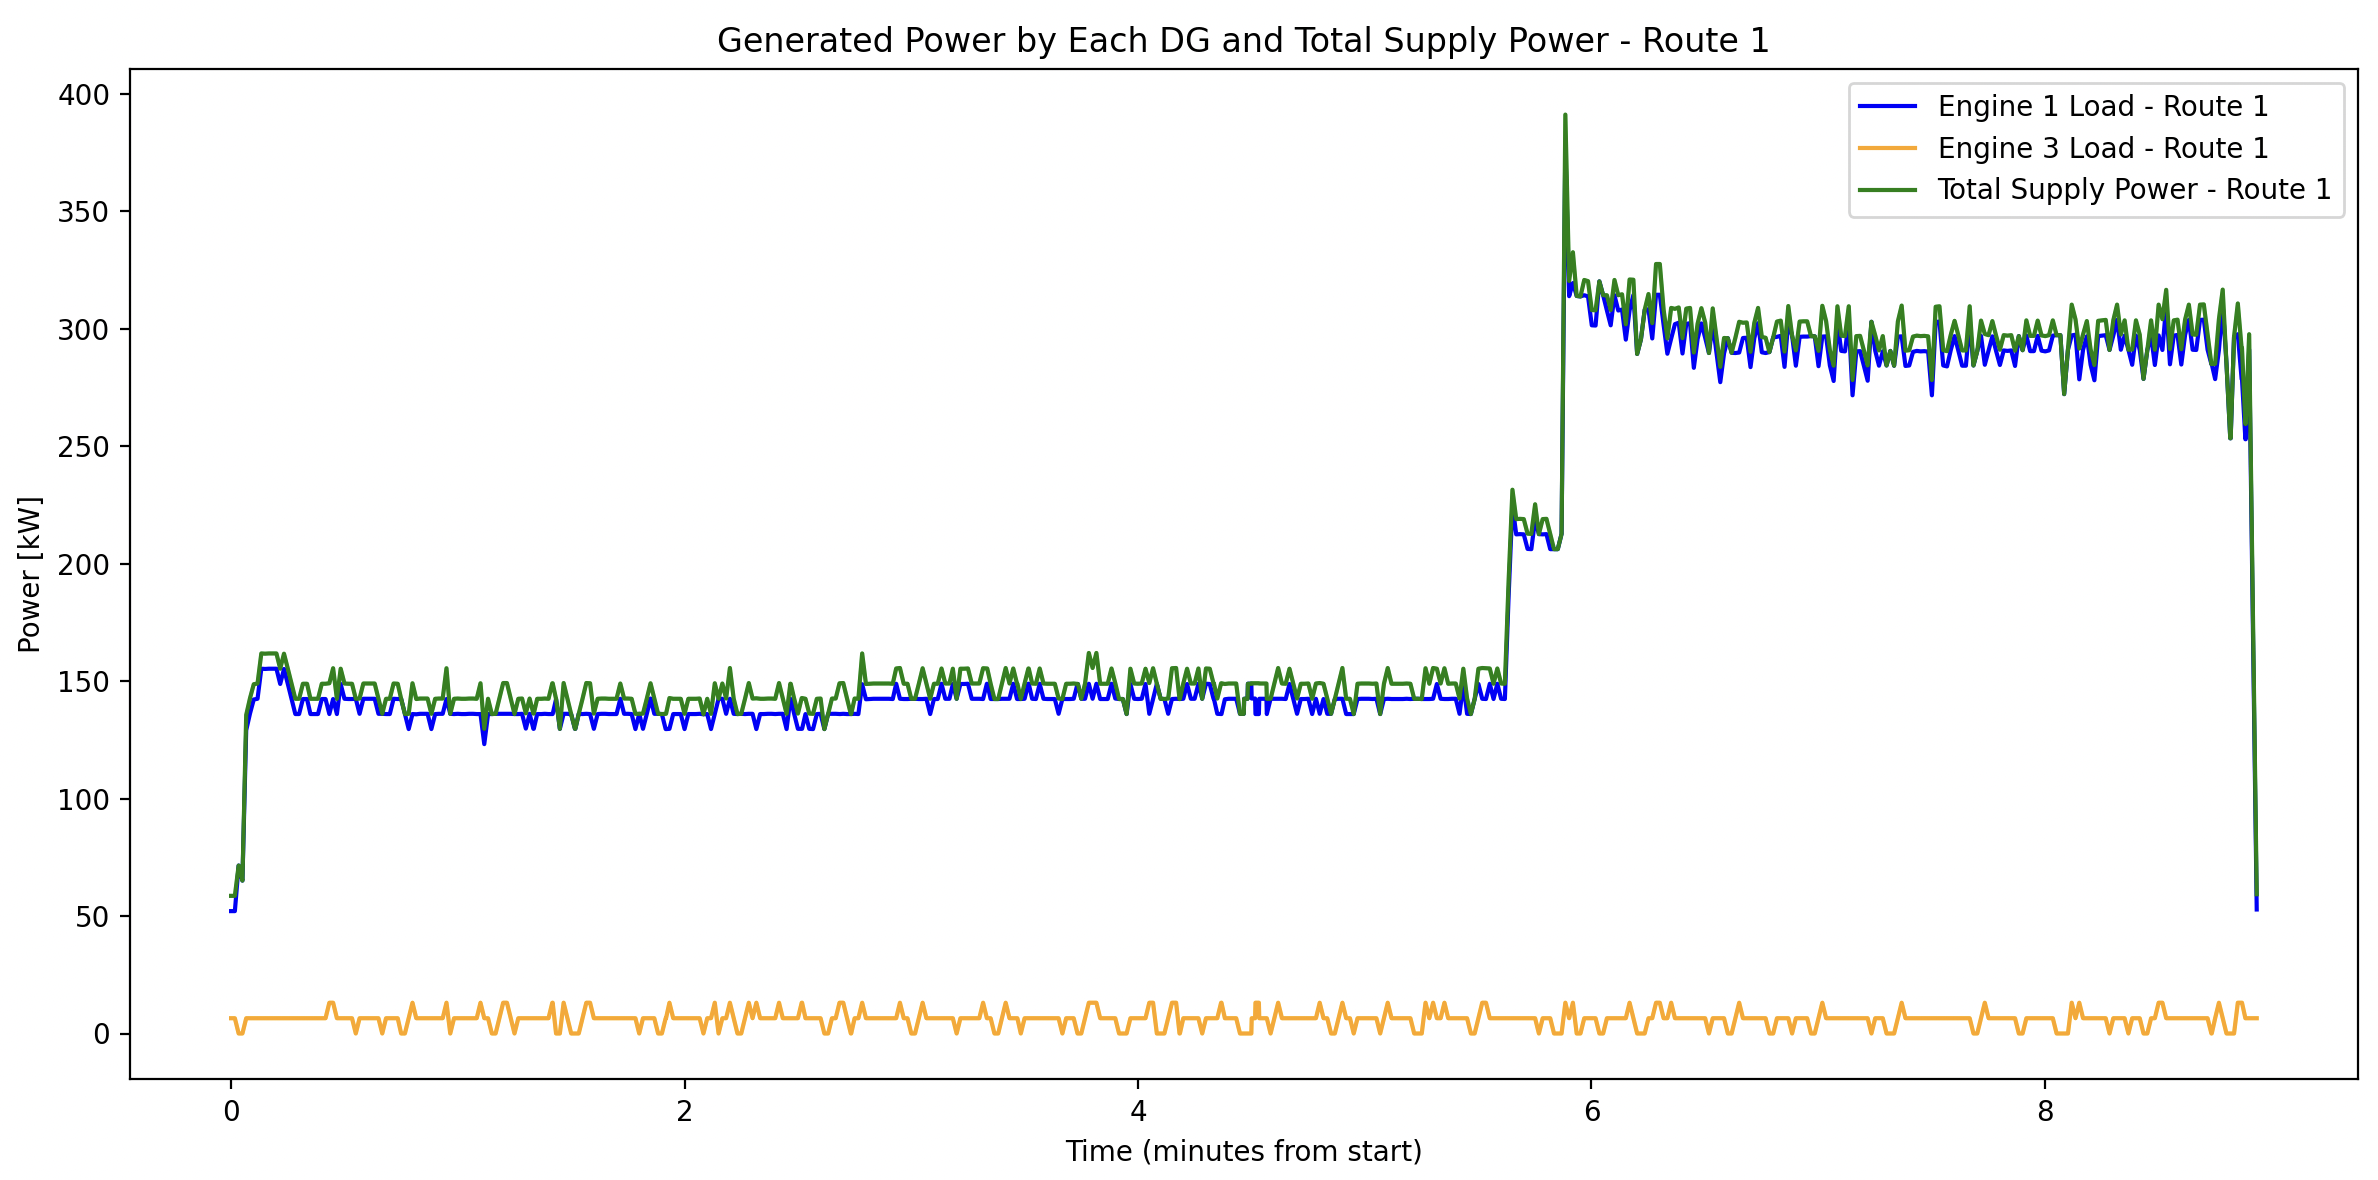 Generated Power by Each DG and Total Supply Power - Route 1
Engine 1 Load - Route 1
Engine 3 Load - Route 1
Total Supply Power - Route 1
Power [kW]
400
350
300
250
200
150
100
50
0
0 2 4 6 8
Time (minutes from start)